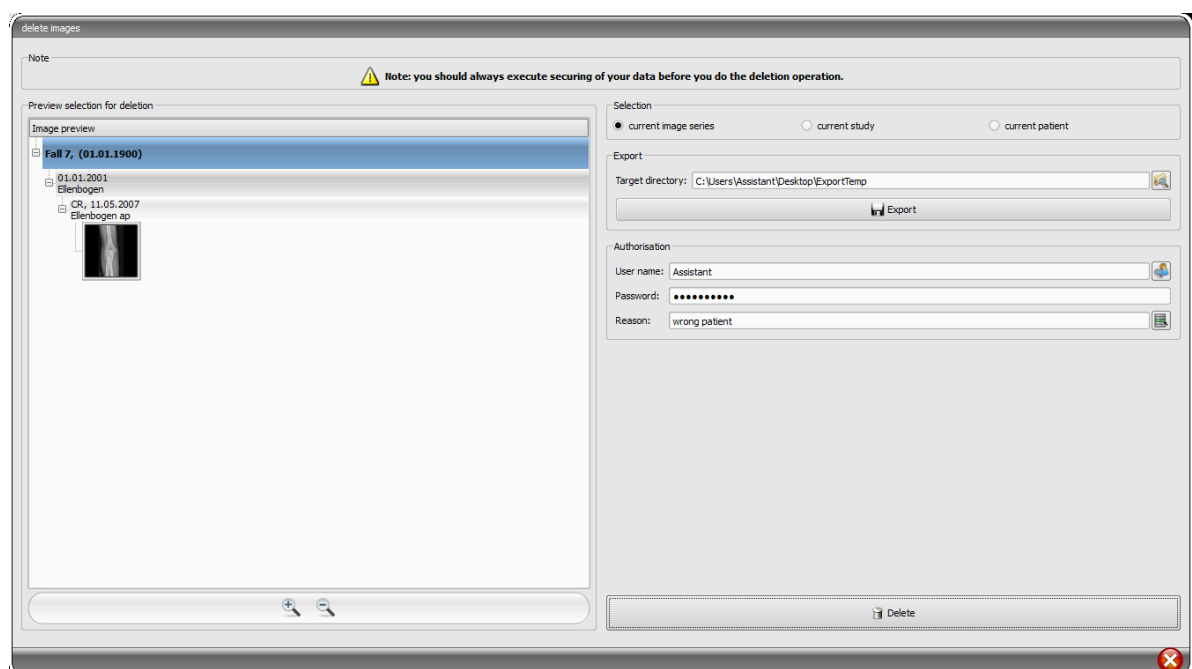 delete images
Note
Note: you should always execute securing of your data before you do the deletion operation.
Preview selection for deletion
Image preview
Fall 7, (01.01.1900)
01.01.2001
Ellenbogen
CR, 11.05.2007
Ellenbogen ap
Selection
current image series current study current patient
Export
Target directory: C:\Users\Assistant\Desktop\ExportTemp
Export
Authorisation
User name: Assistant
Password: ●●●●●●●●●●
Reason: wrong patient
Delete